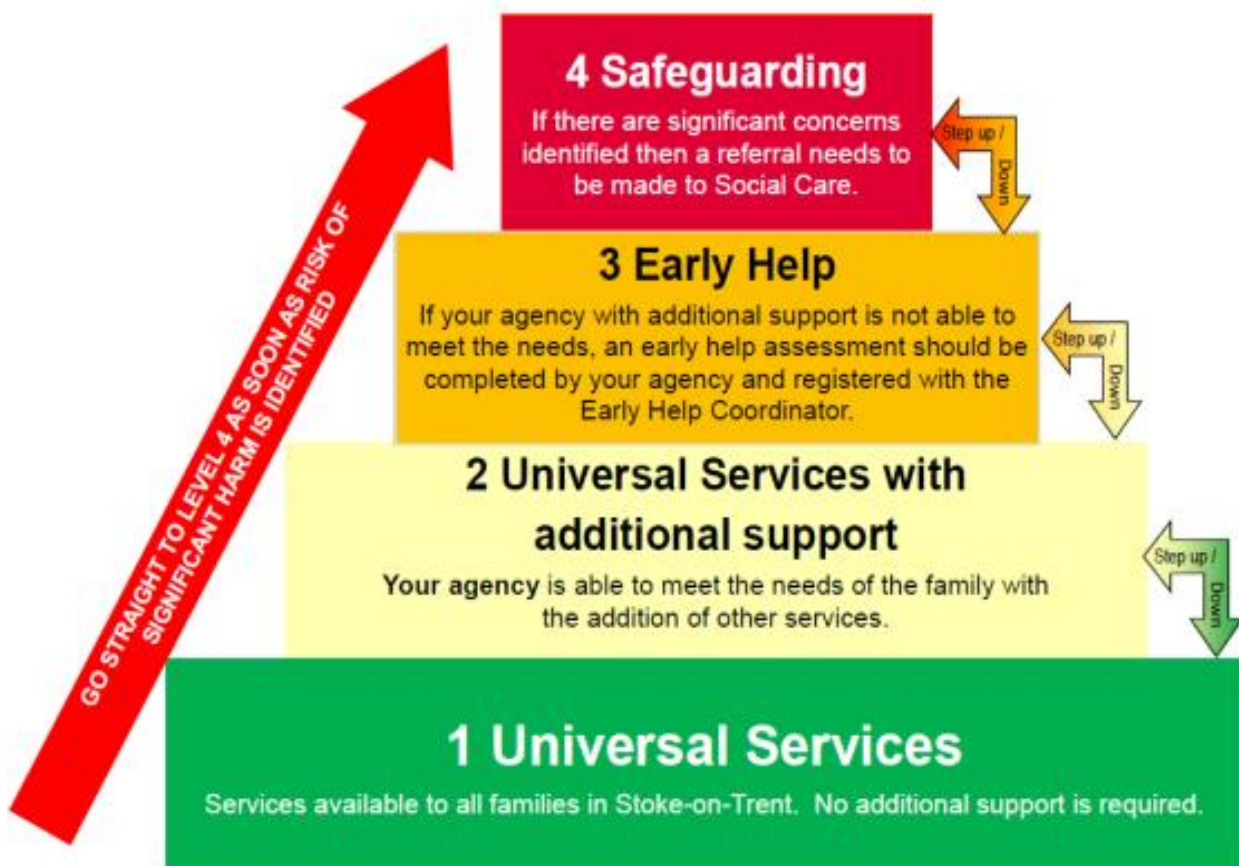 4 Safeguarding
If there are significant concerns
identified then a referral needs to
be made to Social Care.
Step up /
Down
3 Early Help
If your agency with additional support is not able to
meet the needs, an early help assessment should be
completed by your agency and registered with the
Early Help Coordinator.
Step up /
Down
2 Universal Services with
additional support
Your agency is able to meet the needs of the family with
the addition of other services.
Step up /
Down
1 Universal Services
Services available to all families in Stoke-on-Trent. No additional support is required.
GO STRAIGHT TO LEVEL 4 AS SOON AS RISK OF
SIGNIFICANT HARM IS IDENTIFIED